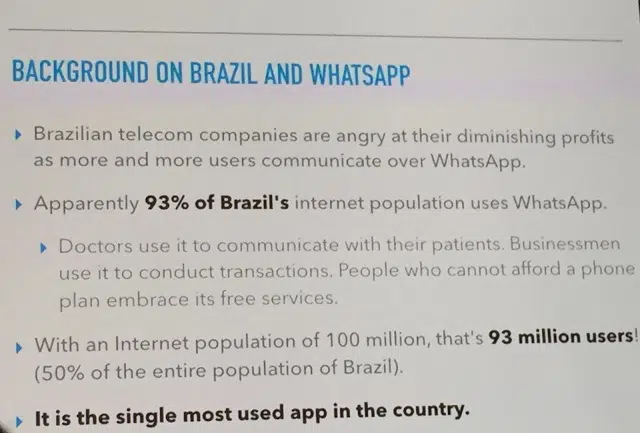 BACKGROUND ON BRAZIL AND WHATSAPP
Brazilian telecom companies are angry at their diminishing profits
as more and more users communicate over WhatsApp.
Apparently 93% of Brazil's internet population uses WhatsApp.
Doctors use it to communicate with their patients. Businessmen
use it to conduct transactions. People who cannot afford a phone
plan embrace its free services.
With an Internet population of 100 million, that's 93 million users!
(50% of the entire population of Brazil).
It is the single most used app in the country.